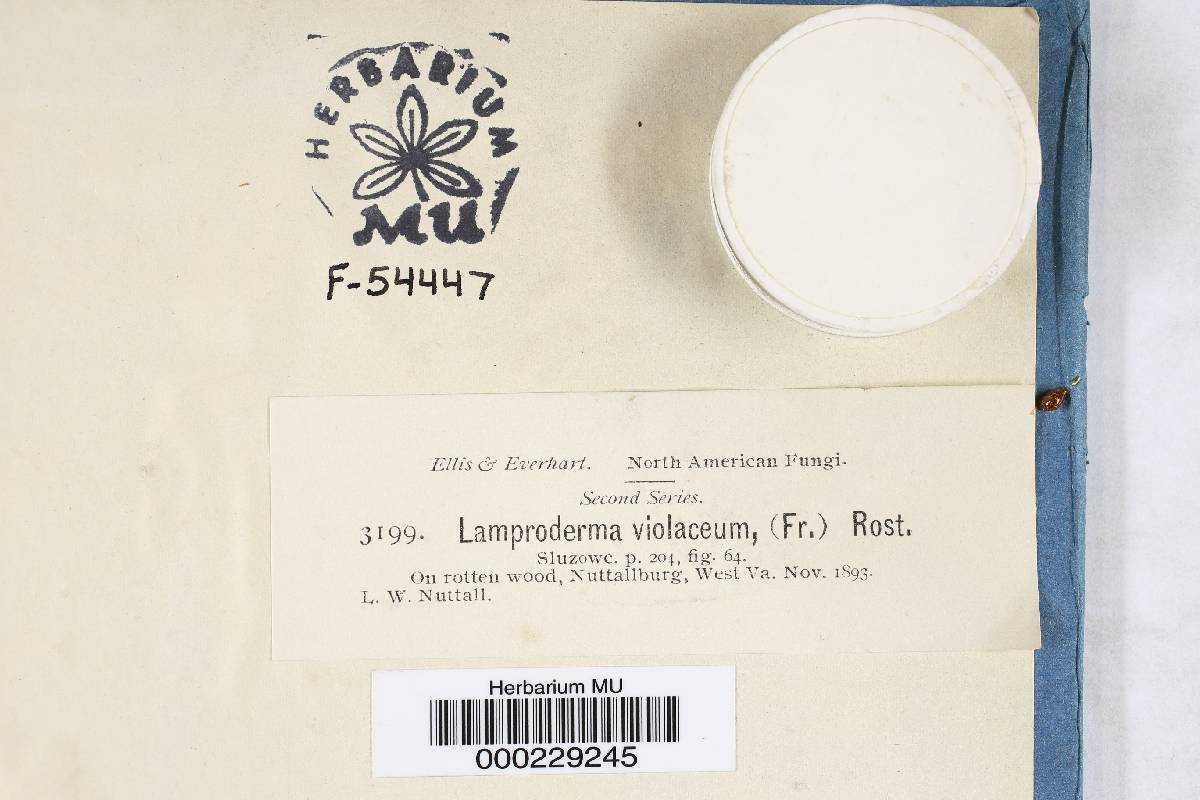 HERBARIUM
MU
F-54447
Ellis & Everhart. North American Fungi.
Second Series.
3199. Lamproderma violaceum, (Fr.) Rost.
Sluzowc. p. 204, fig. 64.
On rotten wood, Nuttallburg, West Va. Nov. 1893.
L. W. Nuttall.
Herbarium MU
000229245